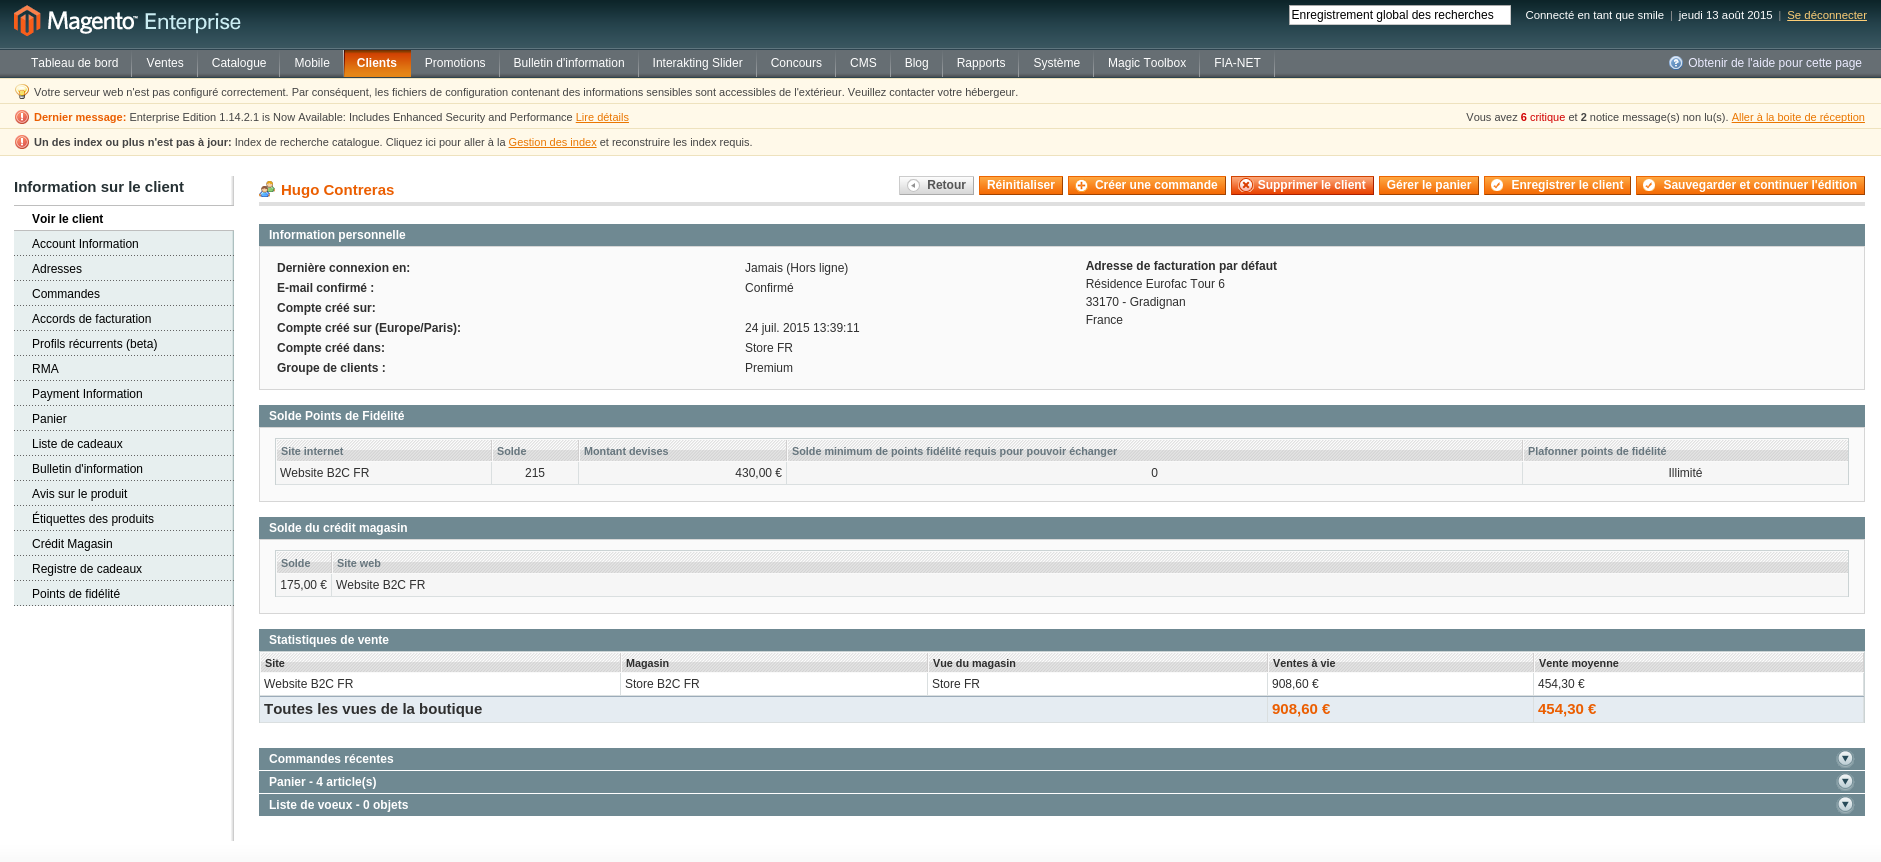 Magento Enterprise
Enregistrement global des recherches
Connecté en tant que smile | jeudi 13 août 2015 | Se déconnecter
Tableau de bord Ventes Catalogue Mobile Clients Promotions Bulletin d'information Interakting Slider Concours CMS Blog Rapports Système Magic Toolbox FIA-NET Obtenir de l'aide pour cette page
Votre serveur web n'est pas configuré correctement. Par conséquent, les fichiers de configuration contenant des informations sensibles sont accessibles de l'extérieur. Veuillez contacter votre hébergeur.
Dernier message: Enterprise Edition 1.14.2.1 is Now Available: Includes Enhanced Security and Performance Lire détails
Vous avez 6 critique et 2 notice message(s) non lu(s). Aller à la boite de réception
Un des index ou plus n'est pas à jour: Index de recherche catalogue. Cliquez ici pour aller à la Gestion des index et reconstruire les index requis.
Information sur le client
Voir le client
Account Information
Adresses
Commandes
Accords de facturation
Profils récurrents (beta)
RMA
Payment Information
Panier
Liste de cadeaux
Bulletin d'information
Avis sur le produit
Étiquettes des produits
Crédit Magasin
Registre de cadeaux
Points de fidélité
Hugo Contreras
Retour Réinitialiser Créer une commande Supprimer le client Gérer le panier Enregistrer le client Sauvegarder et continuer l'édition
Information personnelle
Dernière connexion en: Jamais (Hors ligne)
E-mail confirmé : Confirmé
Compte créé sur:
Compte créé sur (Europe/Paris): 24 juil. 2015 13:39:11
Compte créé dans: Store FR
Groupe de clients : Premium
Adresse de facturation par défaut
Résidence Eurofac Tour 6
33170 - Gradignan
France
Solde Points de Fidélité
Site internet Solde Montant devises Solde minimum de points fidélité requis pour pouvoir échanger Plafonner points de fidélité
Website B2C FR 215 430,00 € 0 Illimité
Solde du crédit magasin
Solde Site web
175,00 € Website B2C FR
Statistiques de vente
Site Magasin Vue du magasin Ventes à vie Vente moyenne
Website B2C FR Store B2C FR Store FR 908,60 € 454,30 €
Toutes les vues de la boutique 908,60 € 454,30 €
Commandes récentes
Panier - 4 article(s)
Liste de voeux - 0 objets